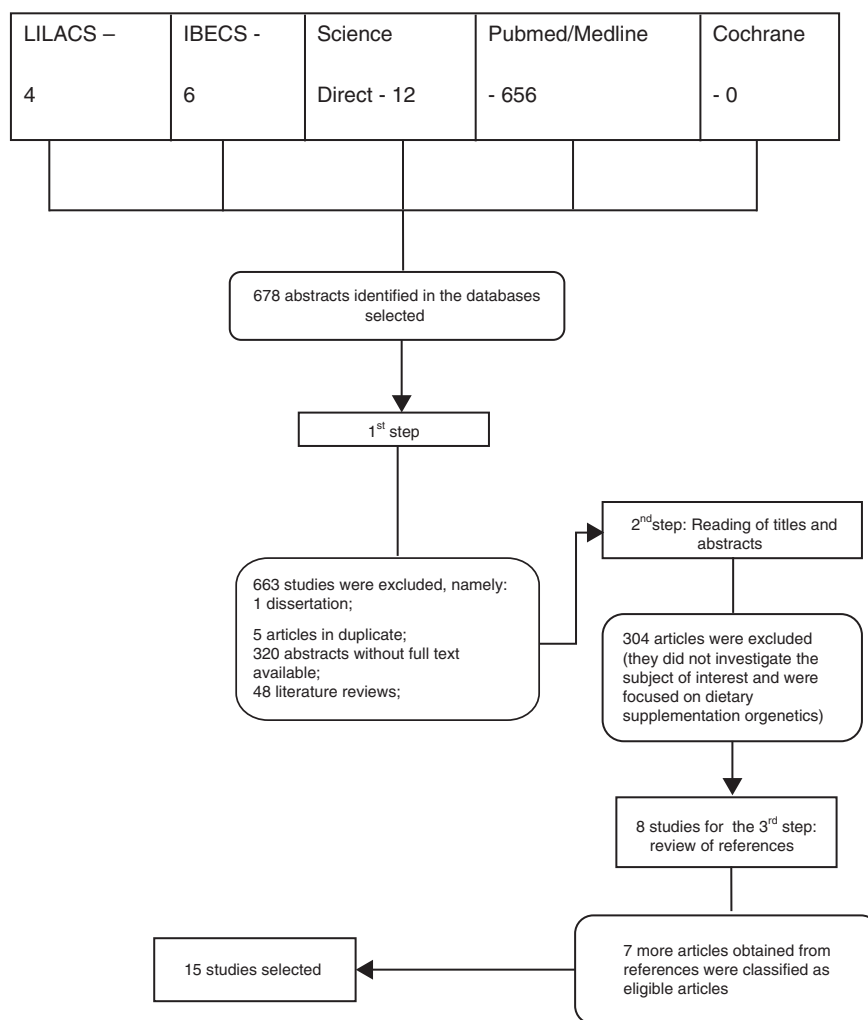 LILACS –
4
IBECS -
6
Science
Direct - 12
Pubmed/Medline
- 656
Cochrane
- 0
678 abstracts identified in the databases
selected
1st step
663 studies were excluded, namely:
1 dissertation;
5 articles in duplicate;
320 abstracts without full text
available;
48 literature reviews;
2ndstep: Reading of titles and
abstracts
304 articles were excluded
(they did not investigate the
subject of interest and were
focused on dietary
supplementation orgenetics)
8 studies for the 3rd step:
review of references
7 more articles obtained from
references were classified as
eligible articles
15 studies selected